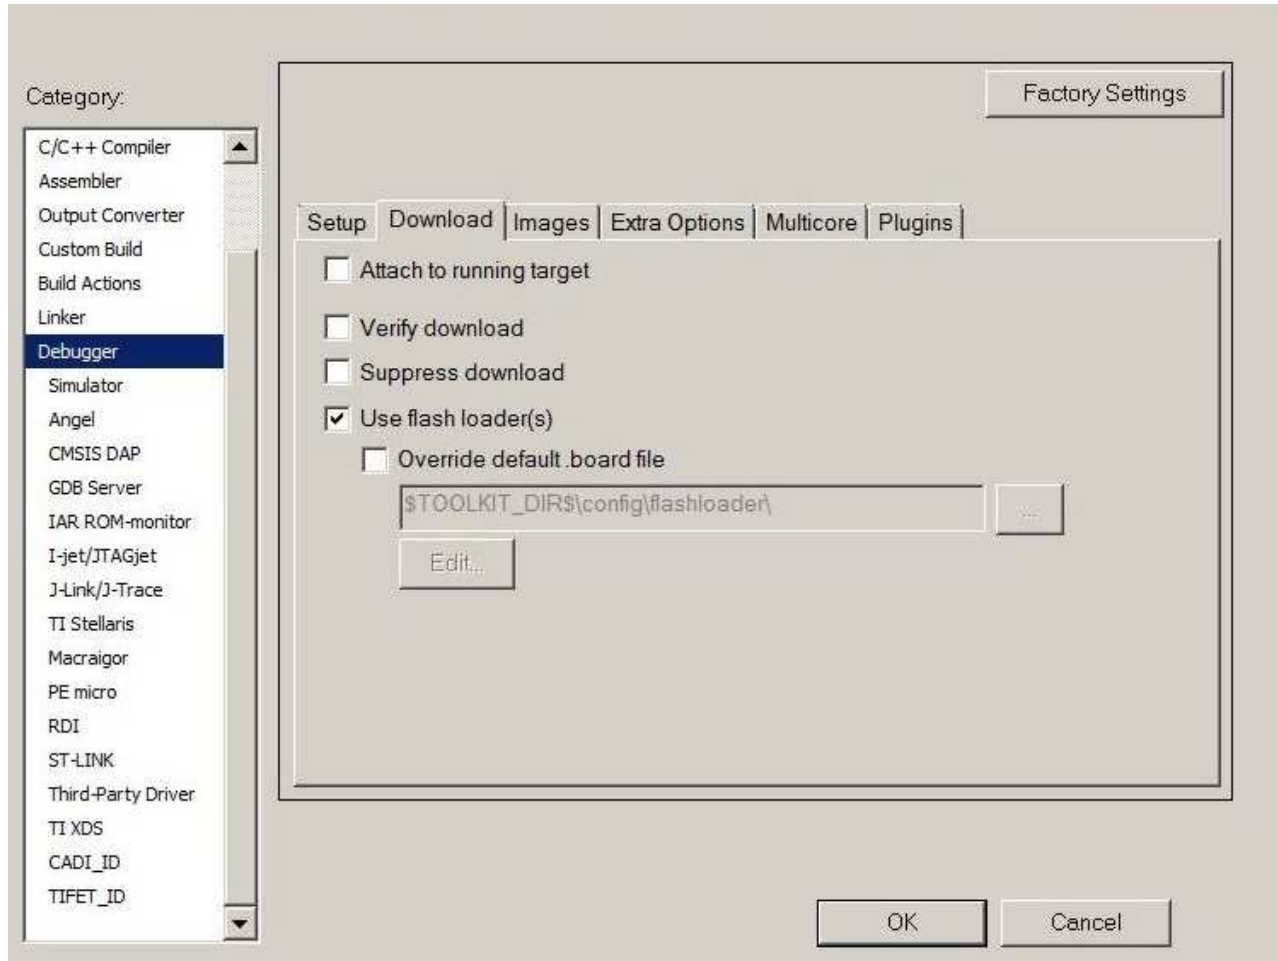 Factory Settings
Category:
C/C++ Compiler
Assembler
Output Converter
Custom Build
Build Actions
Linker
Debugger
Simulator
Angel
CMSIS DAP
GDB Server
IAR ROM-monitor
I-jet/JTAGjet
J-Link/J-Trace
TI Stellaris
Macraigor
PE micro
RDI
ST-LINK
Third-Party Driver
TI XDS
CADI_ID
TIFET_ID
Setup Download Images Extra Options Multicore Plugins
Attach to running target
Verify download
Suppress download
Use flash loader(s)
Override default .board file
$TOOLKIT_DIR$\config\flashloader\
...
Edit...
OK Cancel